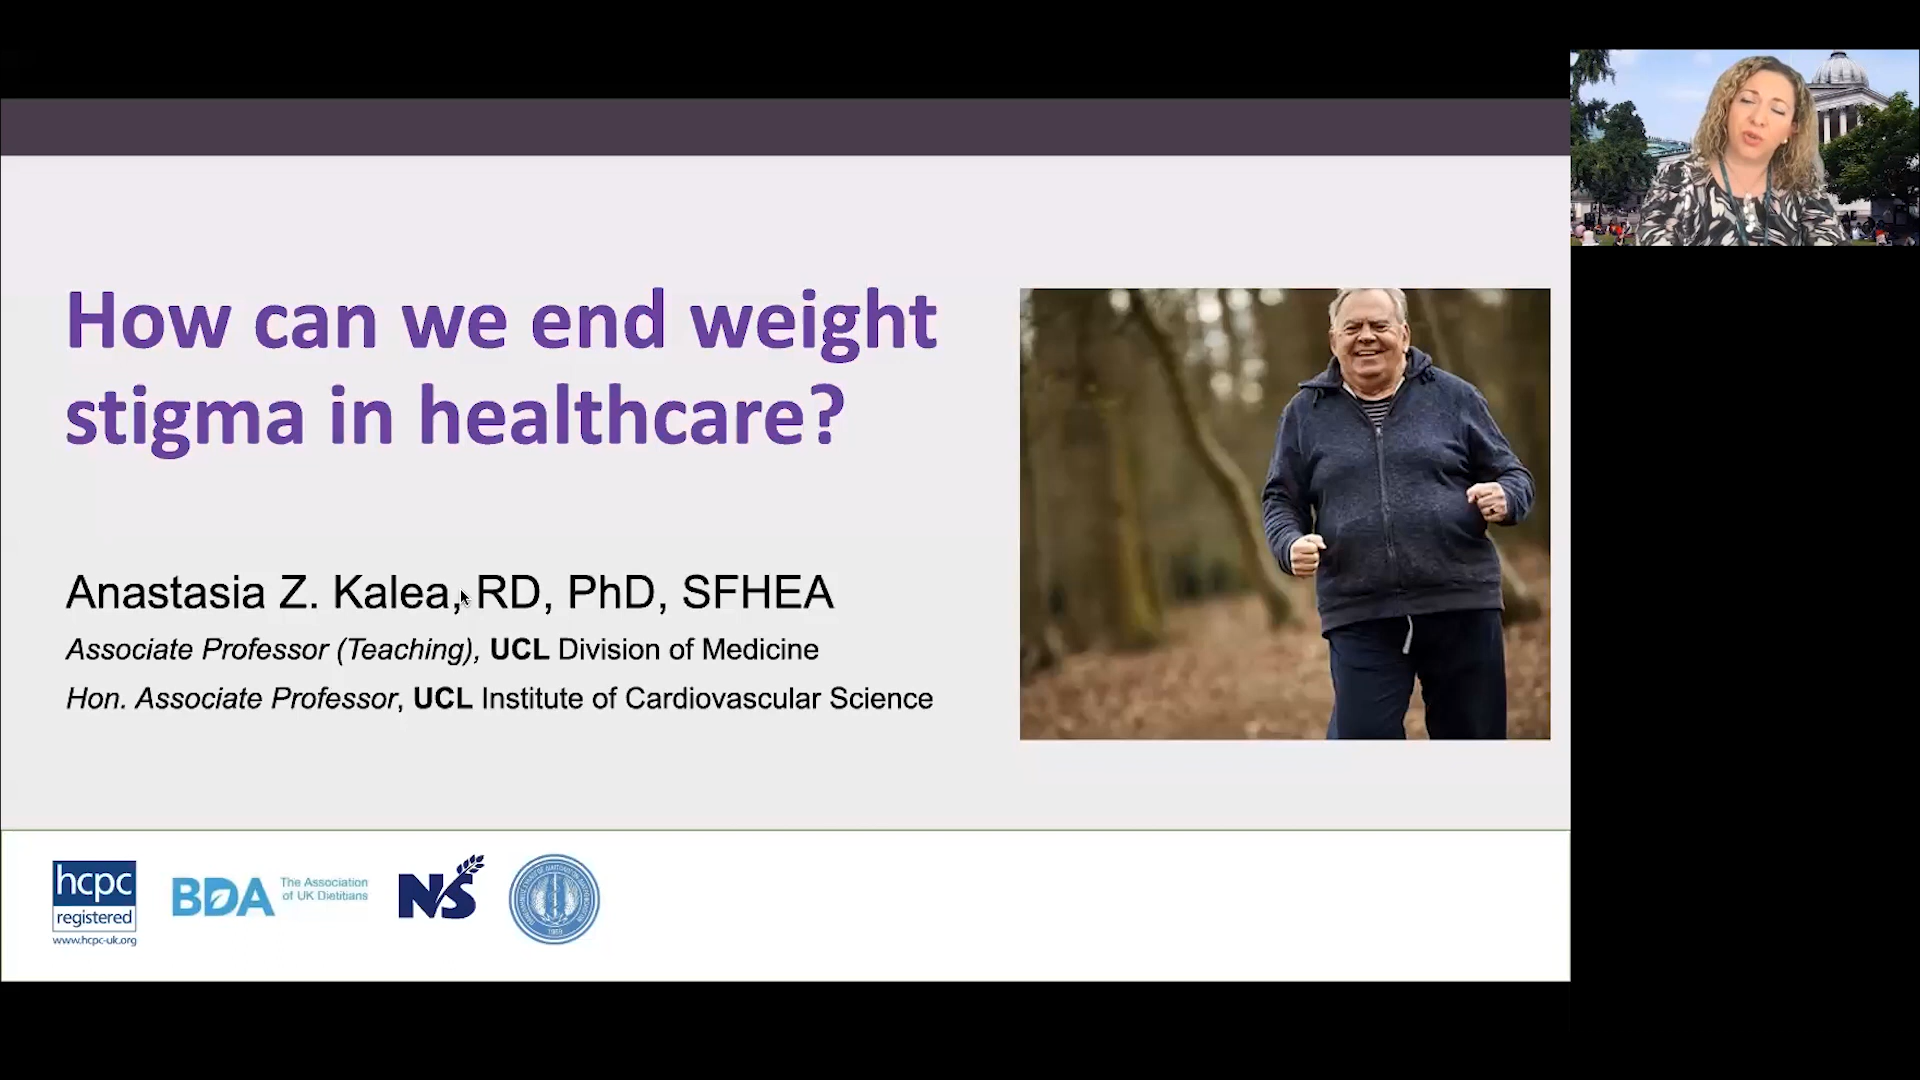 How can we end weight
stigma in healthcare?
Anastasia Z. Kalea, RD, PhD, SFHEA
Associate Professor (Teaching), UCL Division of Medicine
Hon. Associate Professor, UCL Institute of Cardiovascular Science
hcpc
registered
www.hcpc-uk.org
BDA
The Association
of UK Dietitians
NS